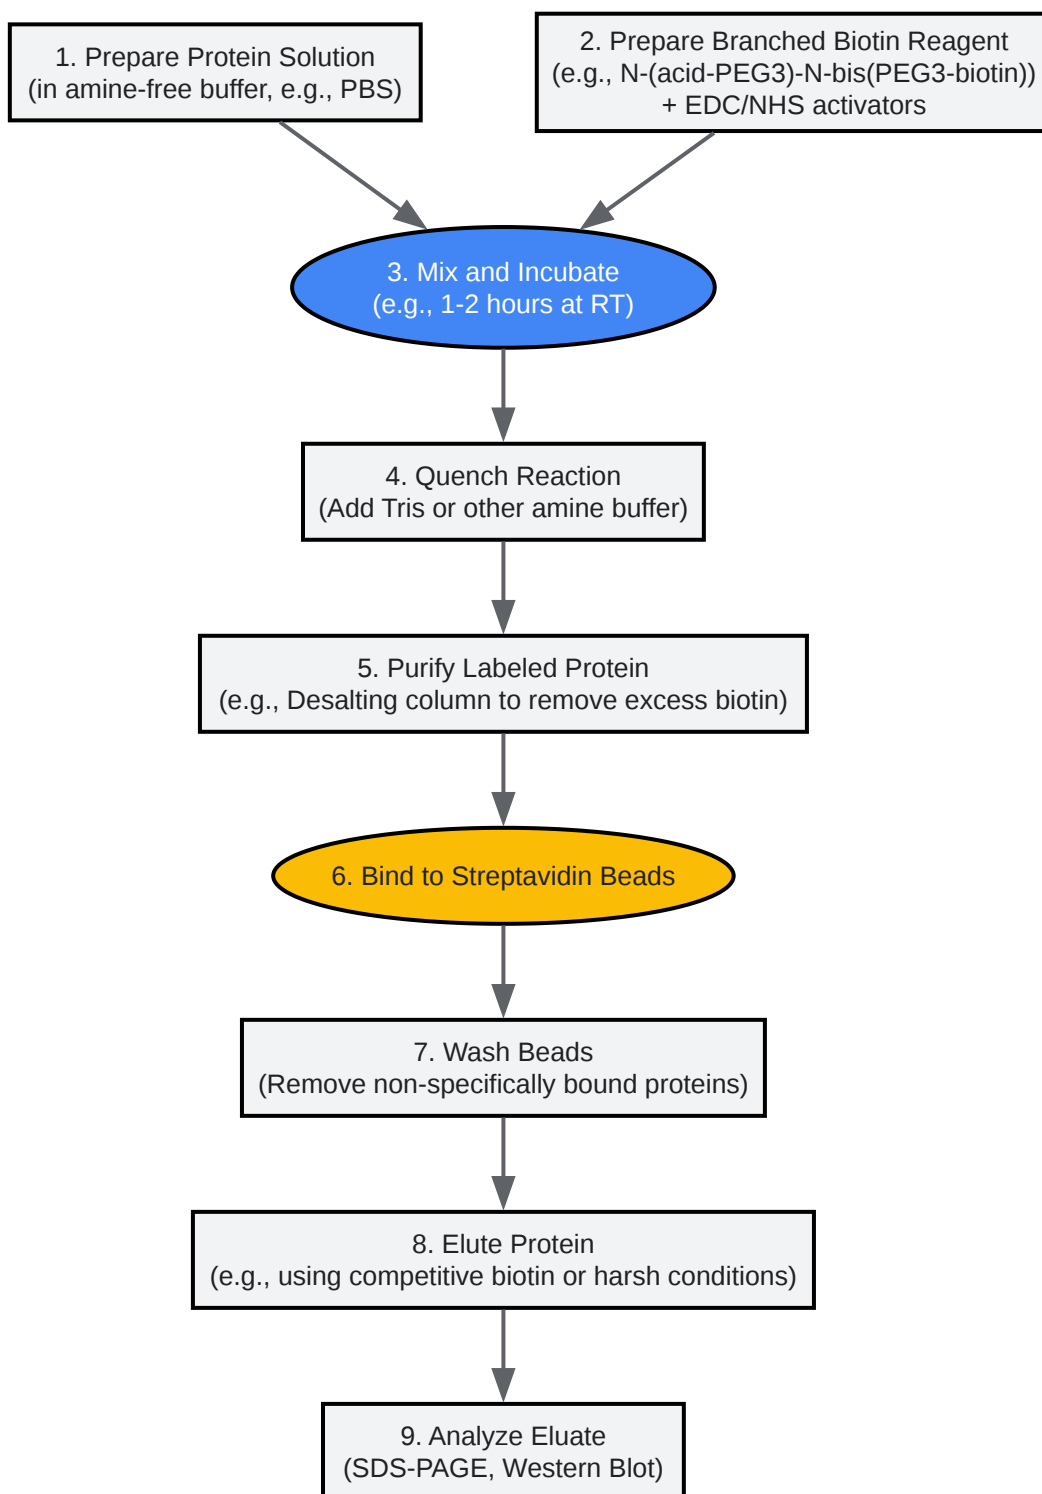 1. Prepare Protein Solution
(in amine-free buffer, e.g., PBS)
2. Prepare Branched Biotin Reagent
(e.g., N-(acid-PEG3)-N-bis(PEG3-biotin))
+ EDC/NHS activators
3. Mix and Incubate
(e.g., 1-2 hours at RT)
4. Quench Reaction
(Add Tris or other amine buffer)
5. Purify Labeled Protein
(e.g., Desalting column to remove excess biotin)
6. Bind to Streptavidin Beads
7. Wash Beads
(Remove non-specifically bound proteins)
8. Elute Protein
(e.g., using competitive biotin or harsh conditions)
9. Analyze Eluate
(SDS-PAGE, Western Blot)